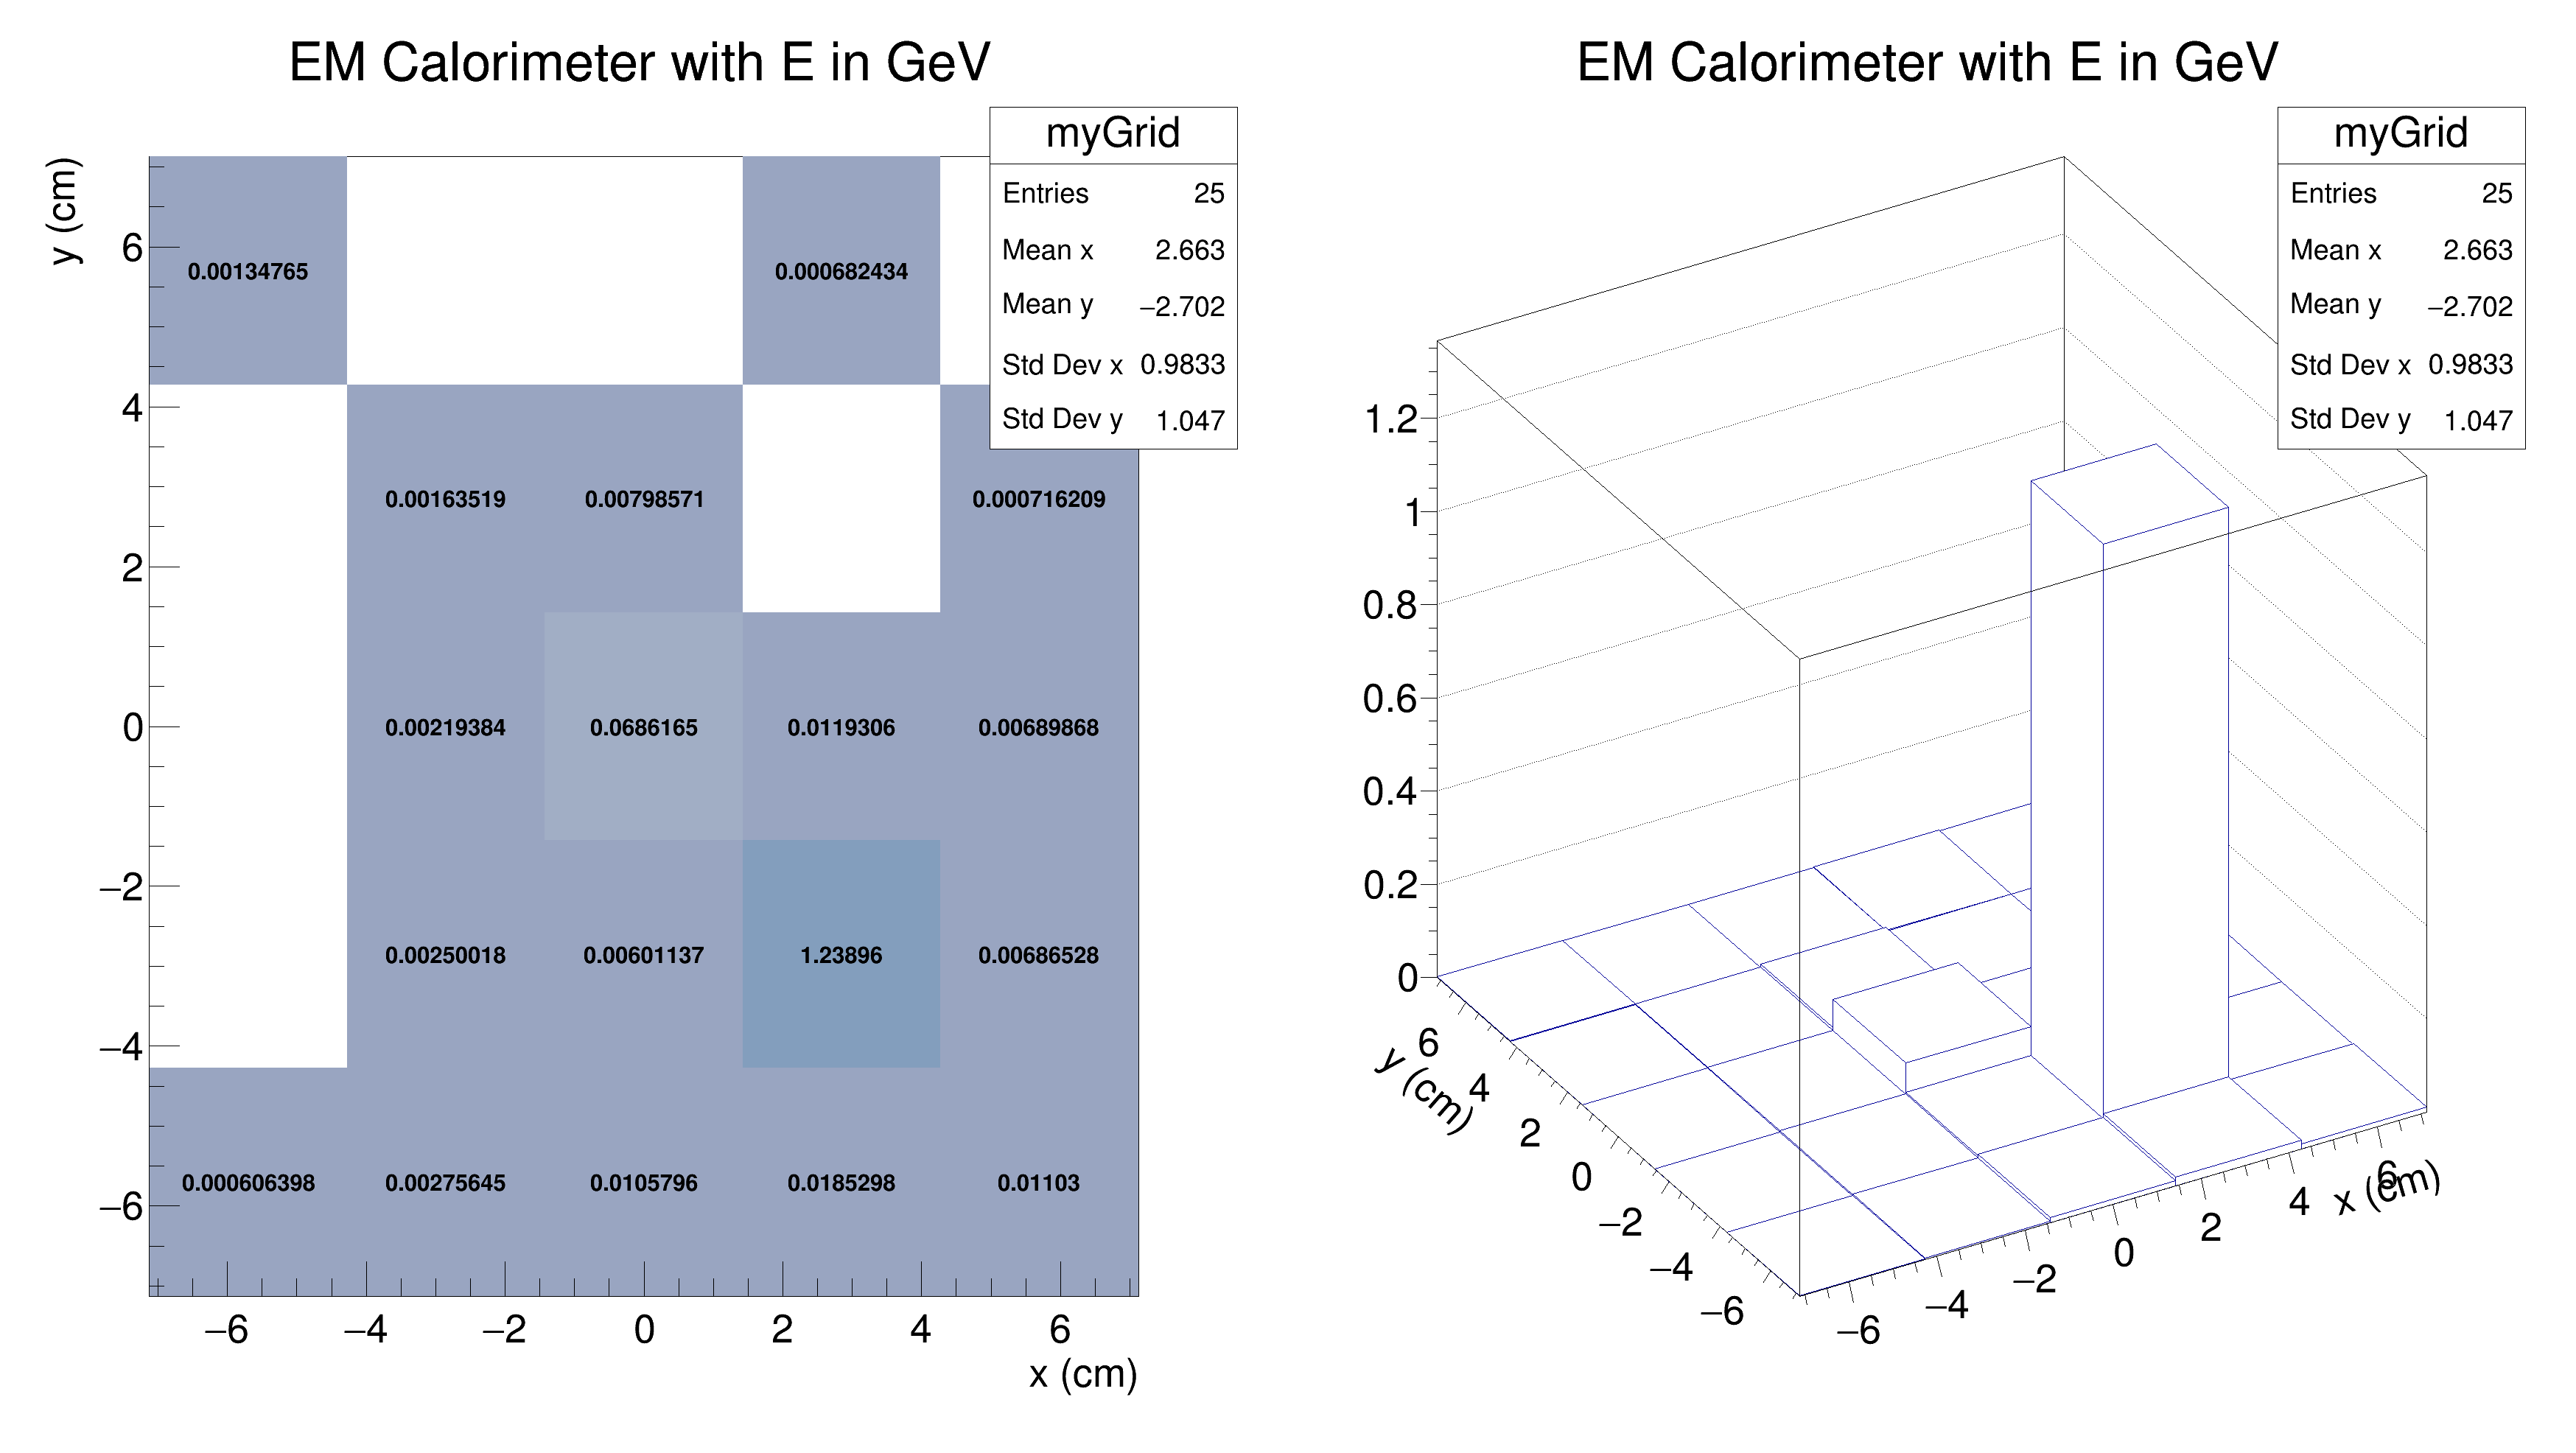 EM Calorimeter with E in GeV
myGrid
Entries 25
Mean x 2.663
Mean y −2.702
Std Dev x 0.9833
Std Dev y 1.047
y (cm)
6
4
2
0
−2
−4
−6
0.00134765 0.000682434
0.00163519 0.00798571 0.000716209
0.00219384 0.0686165 0.0119306 0.00689868
0.00250018 0.00601137 1.23896 0.00686528
0.000606398 0.00275645 0.0105796 0.0185298 0.01103
−6 −4 −2 0 2 4 6
x (cm)
EM Calorimeter with E in GeV
myGrid
Entries 25
Mean x 2.663
Mean y −2.702
Std Dev x 0.9833
Std Dev y 1.047
1.2
1
0.8
0.6
0.4
0.2
0
6
4
2
0
−2
−4
−6
y (cm)
−6
−4
−2
0
2
4
6
x (cm)